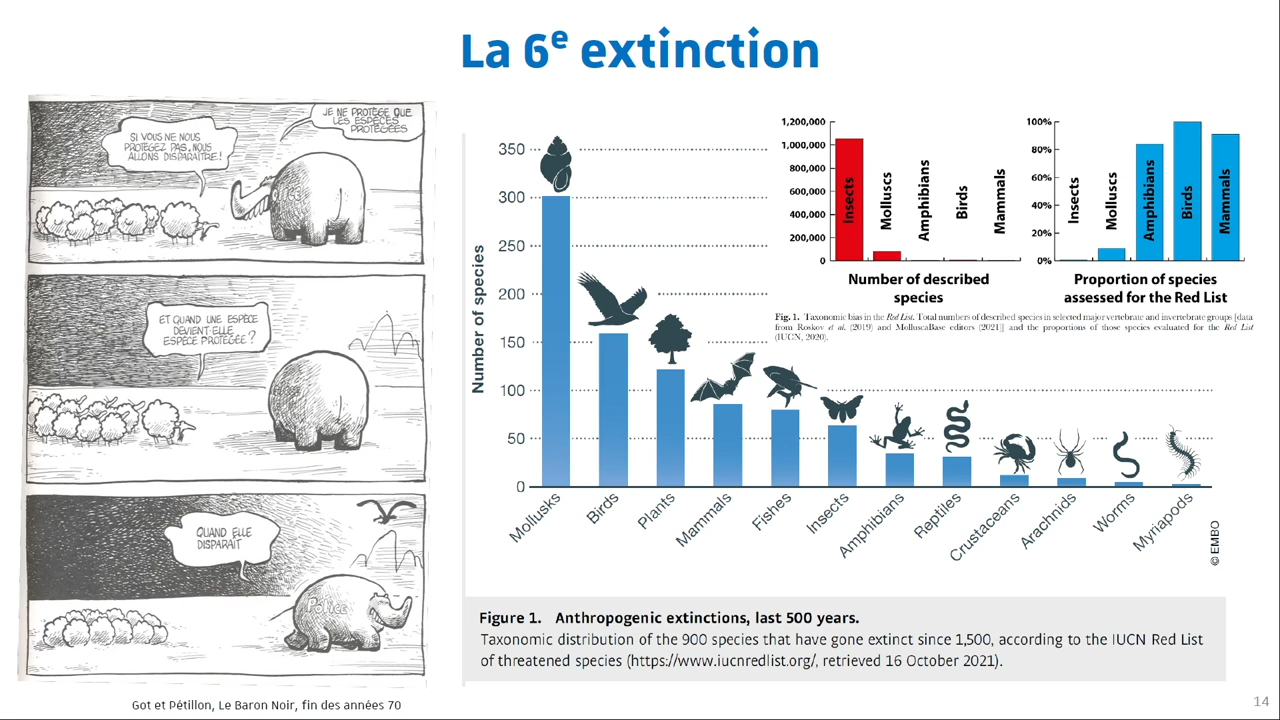 La 6e extinction
SI VOUS NE NOUS
PROTÉGEZ PAS, NOUS
ALLONS DISPARAÎTRE !
JE NE PROTÈGE QUE
LES ESPÈCES
PROTÉGÉES
ET QUAND UNE ESPÈCE
DEVIENT-ELLE
ESPÈCE PROTÉGÉE ?
QUAND ELLE
DISPARAÎT
POLICE
Got et Pétillon, Le Baron Noir, fin des années 70
Number of species
350
300
250
200
150
100
50
0
Mollusks
Birds
Plants
Mammals
Fishes
Insects
Amphibians
Reptiles
Crustaceans
Arachnids
Worms
Myriapods
© EMBO
1,200,000
1,000,000
800,000
600,000
400,000
200,000
0
Insects
Molluscs
Amphibians
Birds
Mammals
Number of described
species
100%
80%
60%
40%
20%
0%
Insects
Molluscs
Amphibians
Birds
Mammals
Proportion of species
assessed for the Red List
Fig. 1. Taxonomic bias in the Red List. Total numbers of described species in selected major vertebrate and invertebrate groups [data
from Roskov et al. (2019) and MolluscaBase editors (2021)] and the proportions of those species evaluated for the Red List
(IUCN, 2020).
Figure 1. Anthropogenic extinctions, last 500 years.
Taxonomic distribution of the 900 species that have gone extinct since 1,500, according to the IUCN Red List
of threatened species (https://www.iucnredlist.org/, retrieved 16 October 2021).
14